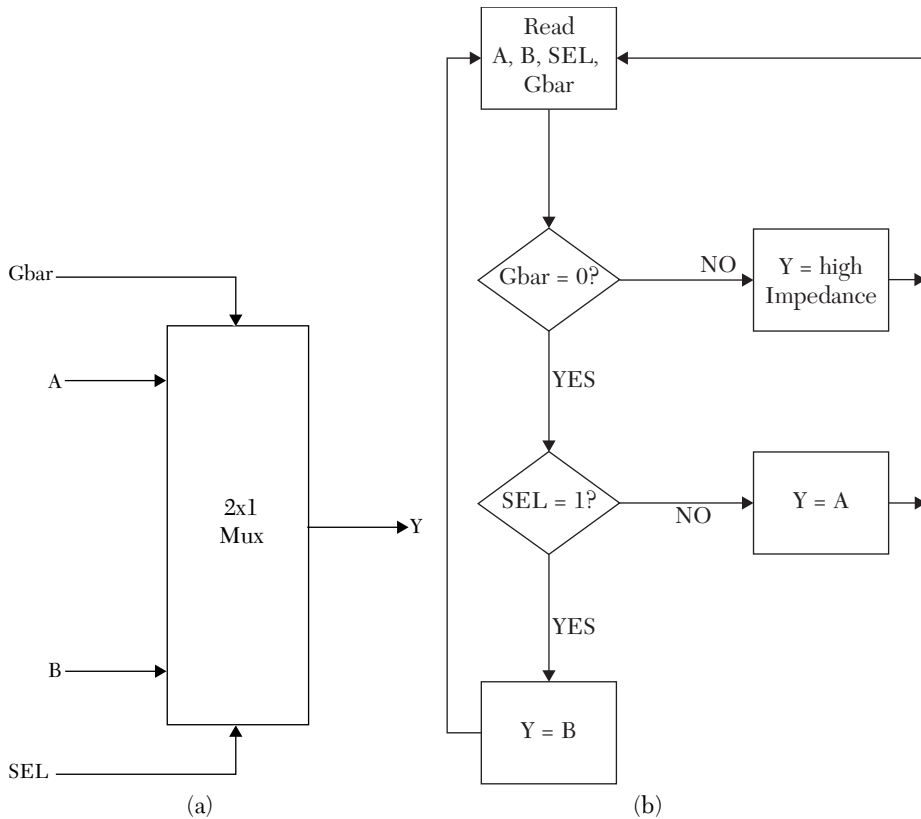 Gbar
A
2x1
Mux
Y
B
SEL
(a)
Read
A, B, SEL,
Gbar
Gbar = 0?
NO
Y = high
Impedance
YES
SEL = 1?
NO
Y = A
YES
Y = B
(b)